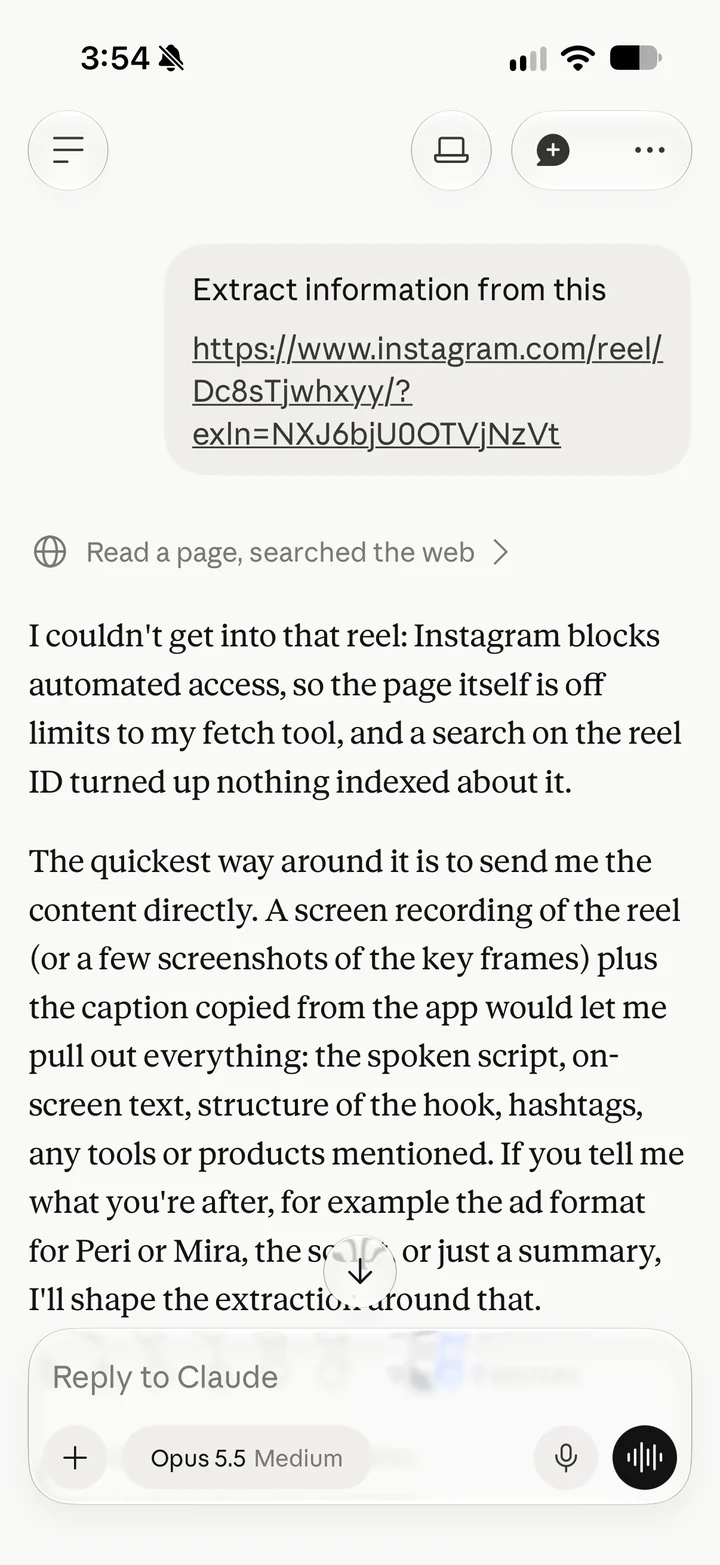 3:54
Extract information from this
https://www.instagram.com/reel/
Dc8sTjwhxyy/?
exln=NXJ6bjU0OTVjNzVt
Read a page, searched the web
I couldn't get into that reel: Instagram blocks
automated access, so the page itself is off
limits to my fetch tool, and a search on the reel
ID turned up nothing indexed about it.
The quickest way around it is to send me the
content directly. A screen recording of the reel
(or a few screenshots of the key frames) plus
the caption copied from the app would let me
pull out everything: the spoken script, on-
screen text, structure of the hook, hashtags,
any tools or products mentioned. If you tell me
what you're after, for example the ad format
for Peri or Mira, the or just a summary,
I'll shape the extraction around that.
Reply to Claude
Opus 5.5 Medium